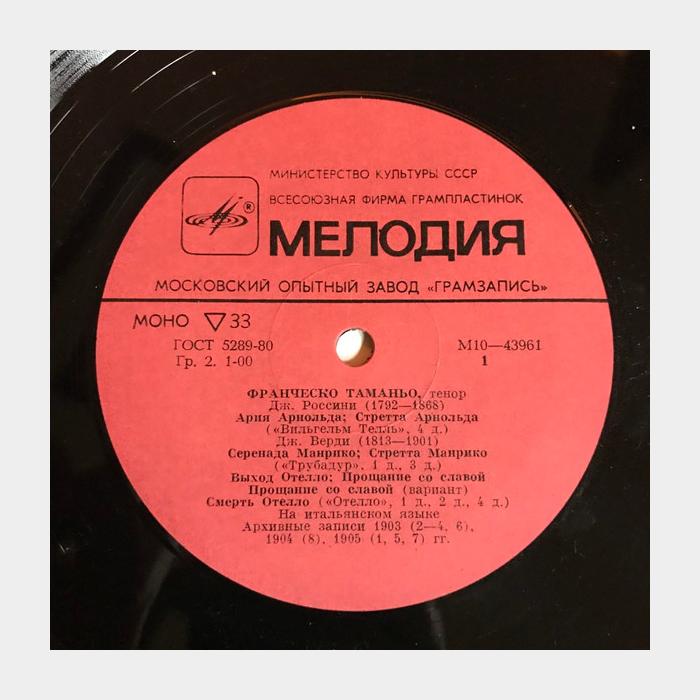 МИНИСТЕРСТВО КУЛЬТУРЫ СССР
ВСЕСОЮЗНАЯ ФИРМА ГРАМПЛАСТИНОК
®
МЕЛОДИЯ
МОСКОВСКИЙ ОПЫТНЫЙ ЗАВОД «ГРАМЗАПИСЬ»
МОНО ▽33
ГОСТ 5289-80 М10—43961
Гр. 2. 1-00 1
ФРАНЧЕСКО ТАМАНЬО, тенор
Дж. Россини (1792—1868)
Ария Арнольда; Стретта Арнольда
(«Вильгельм Телль», 4 д.)
Дж. Верди (1813—1901)
Серенада Манрико; Стретта Манрико
(«Трубадур», 1 д., 3 д.)
Выход Отелло; Прощание со славой
Прощание со славой (вариант)
Смерть Отелло («Отелло», 1 д., 2 д., 4 д.)
На итальянском языке
Архивные записи 1903 (2—4, 6),
1904 (8), 1905 (1, 5, 7) гг.